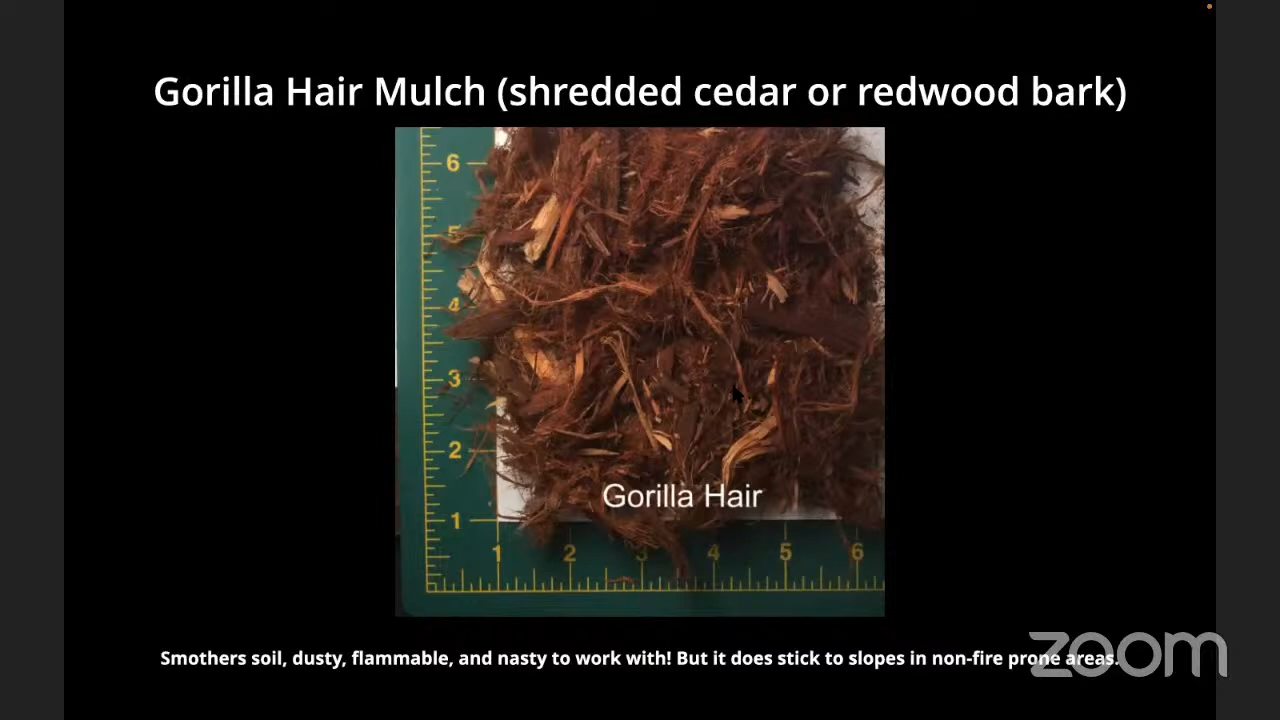 Gorilla Hair Mulch (shredded cedar or redwood bark)
6
5
4
3
2
1
1 2 3 4 5 6
Gorilla Hair
Smothers soil, dusty, flammable, and nasty to work with! But it does stick to slopes in non-fire prone areas.
zoom